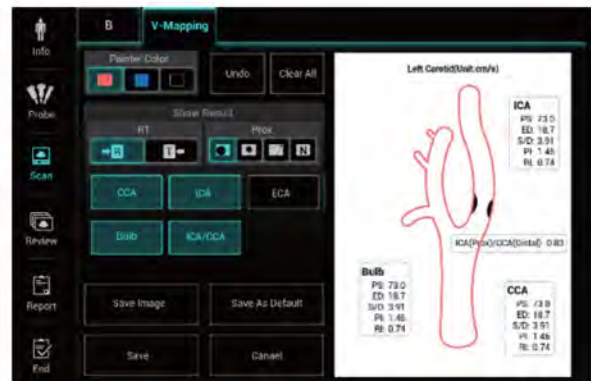 Info
Probe
Scan
Review
Report
End
B
V-Mapping
Painter Color
Undo
Clear All
Show Result
RT
Prox
R
T
N
CCA
ICA
ECA
Bulb
ICA/CCA
Save Image
Save As Default
Save
Cancel
Left Carotid(Unit:cm/s)
ICA
PS: 73.0
ED: 18.7
S/D: 3.91
PI: 1.46
RI: 0.74
ICA(Prox)/CCA(Distal) 0.83
Bulb
PS: 73.0
ED: 18.7
S/D: 3.91
PI: 1.46
RI: 0.74
CCA
PS: 73.0
ED: 18.7
S/D: 3.91
PI: 1.46
RI: 0.74